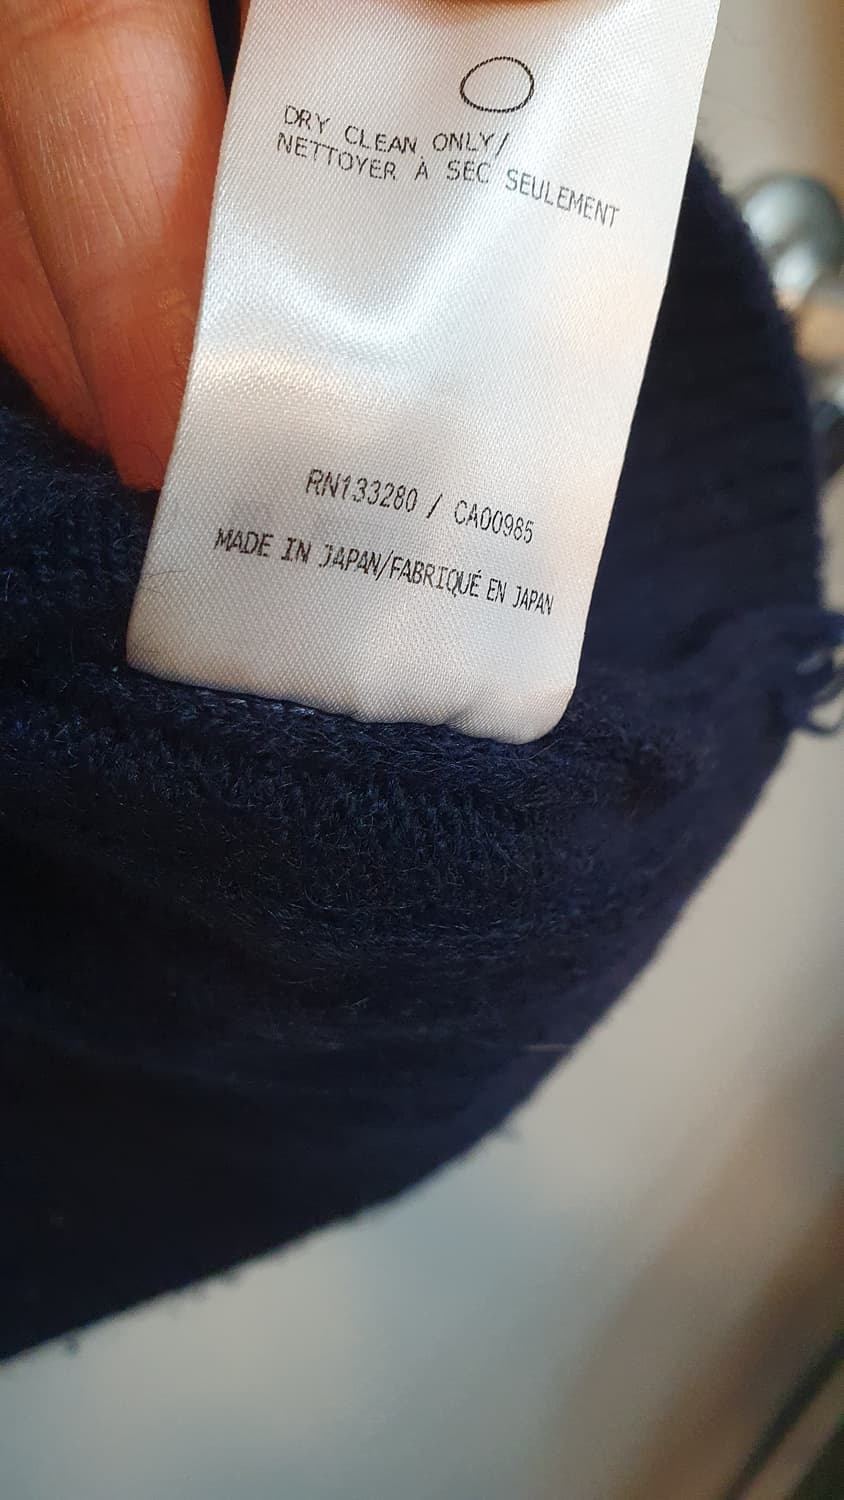 DRY CLEAN ONLY/
NETTOYER À SEC SEULEMENT
RN133280 / CA00985
MADE IN JAPAN/FABRIQUÉ EN JAPAN